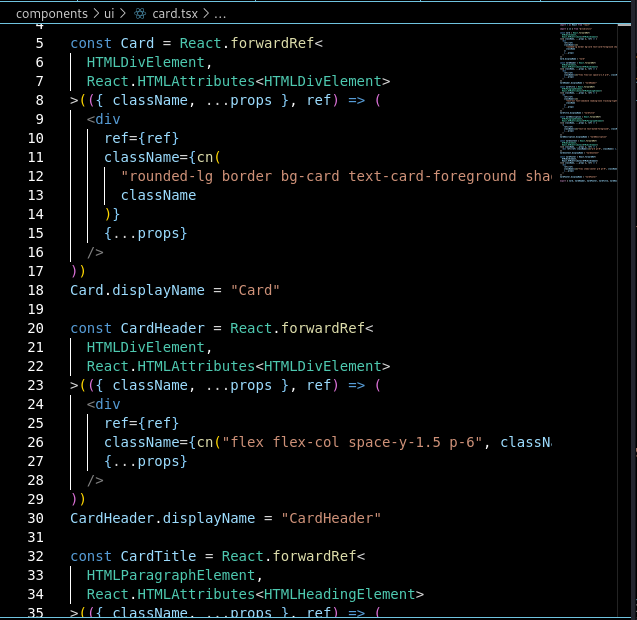 components > ui > card.tsx > ...
4
5 const Card = React.forwardRef<
6   HTMLDivElement,
7   React.HTMLAttributes<HTMLDivElement>
8 >(({ className, ...props }, ref) => (
9   <div
10     ref={ref}
11     className={cn(
12       "rounded-lg border bg-card text-card-foreground sha
13       className
14     )}
15     {...props}
16   />
17 ))
18 Card.displayName = "Card"
19
20 const CardHeader = React.forwardRef<
21   HTMLDivElement,
22   React.HTMLAttributes<HTMLDivElement>
23 >(({ className, ...props }, ref) => (
24   <div
25     ref={ref}
26     className={cn("flex flex-col space-y-1.5 p-6", classN
27     {...props}
28   />
29 ))
30 CardHeader.displayName = "CardHeader"
31
32 const CardTitle = React.forwardRef<
33   HTMLParagraphElement,
34   React.HTMLAttributes<HTMLHeadingElement>
35 >(({ className, ...props }, ref) => (